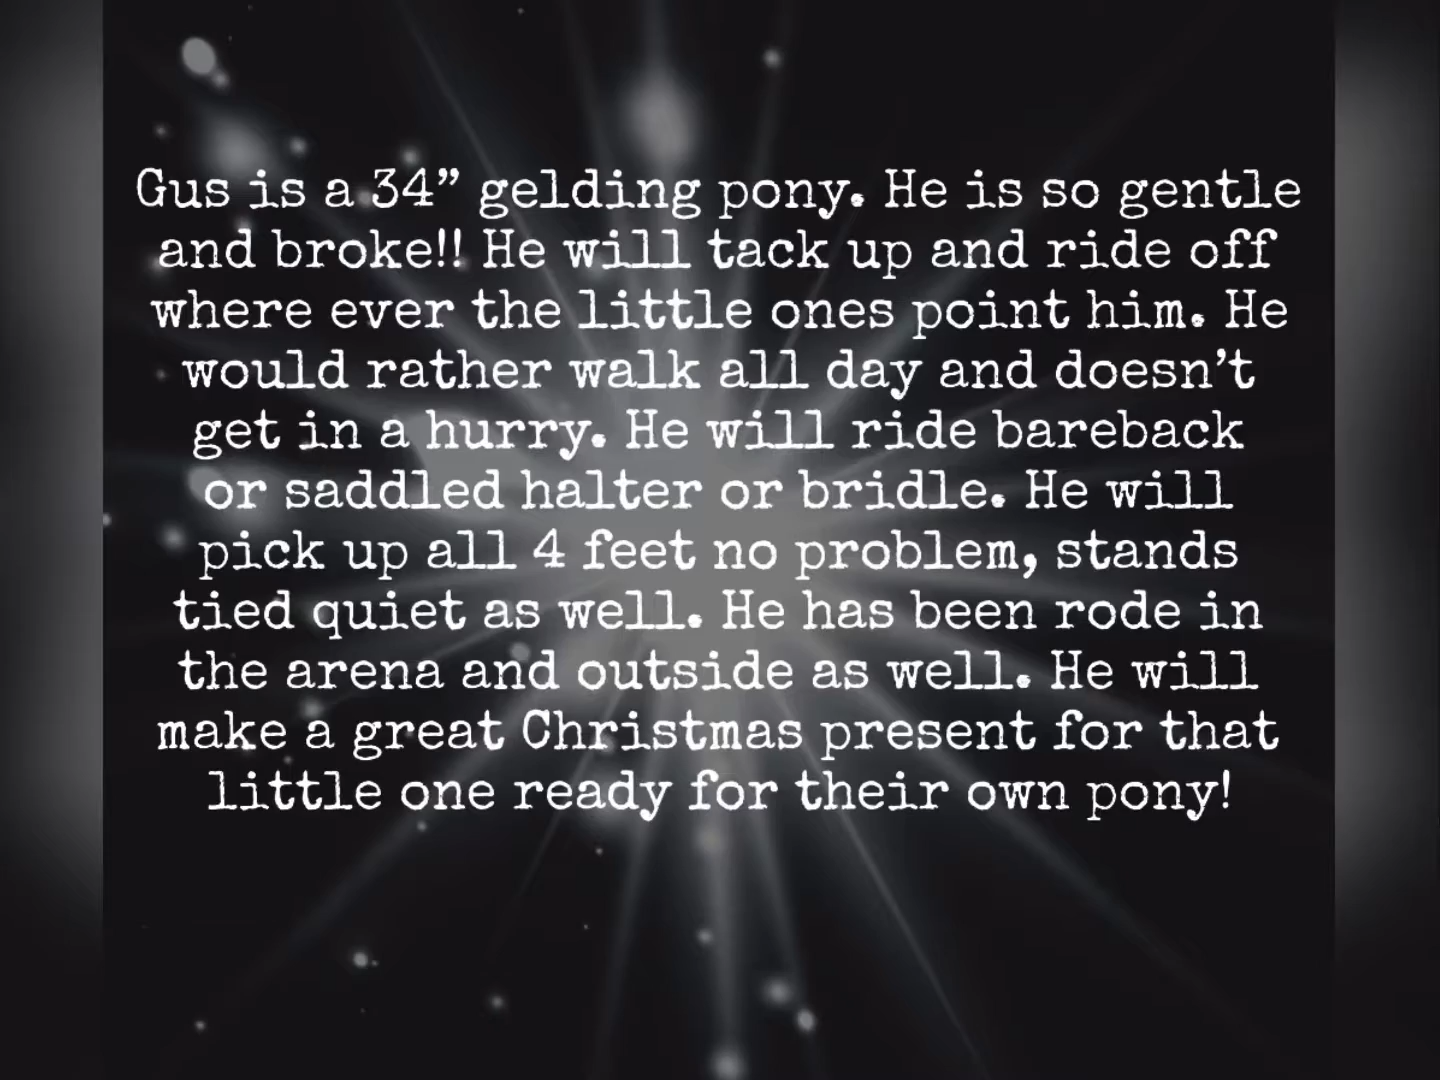 Gus is a 34” gelding pony. He is so gentle
and broke!! He will tack up and ride off
where ever the little ones point him. He
would rather walk all day and doesn’t
get in a hurry. He will ride bareback
or saddled halter or bridle. He will
pick up all 4 feet no problem, stands
tied quiet as well. He has been rode in
the arena and outside as well. He will
make a great Christmas present for that
little one ready for their own pony!